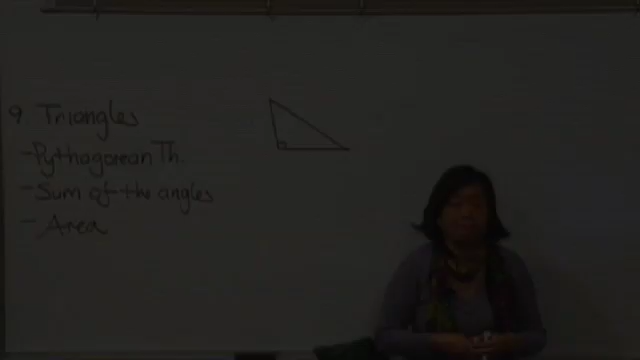 9 Triangles
- Pythagorean Th.
- Sum of the angles
- Area